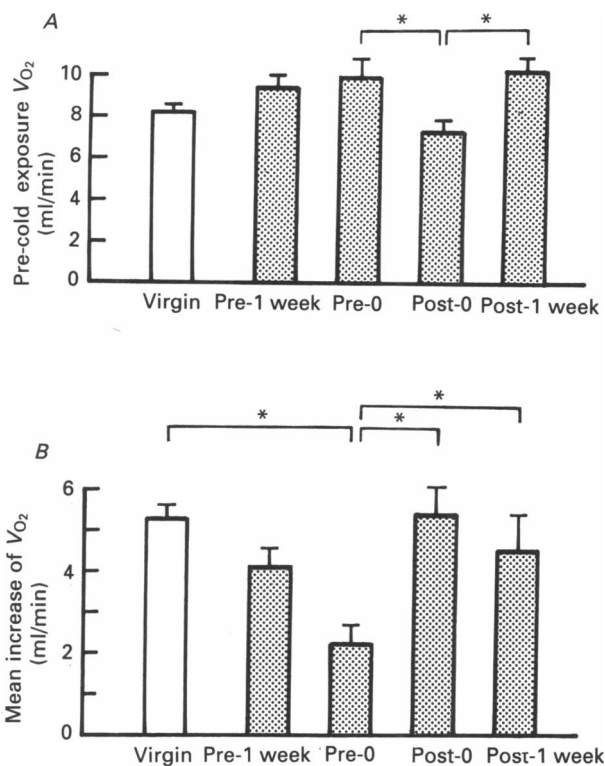 A
* *
Pre-cold exposure VO2
(ml/min)
10
8
6
4
2
0
Virgin Pre-1 week Pre-0 Post-0 Post-1 week
B
*
* *
Mean increase of VO2
(ml/min)
6
4
2
0
Virgin Pre-1 week Pre-0 Post-0 Post-1 week